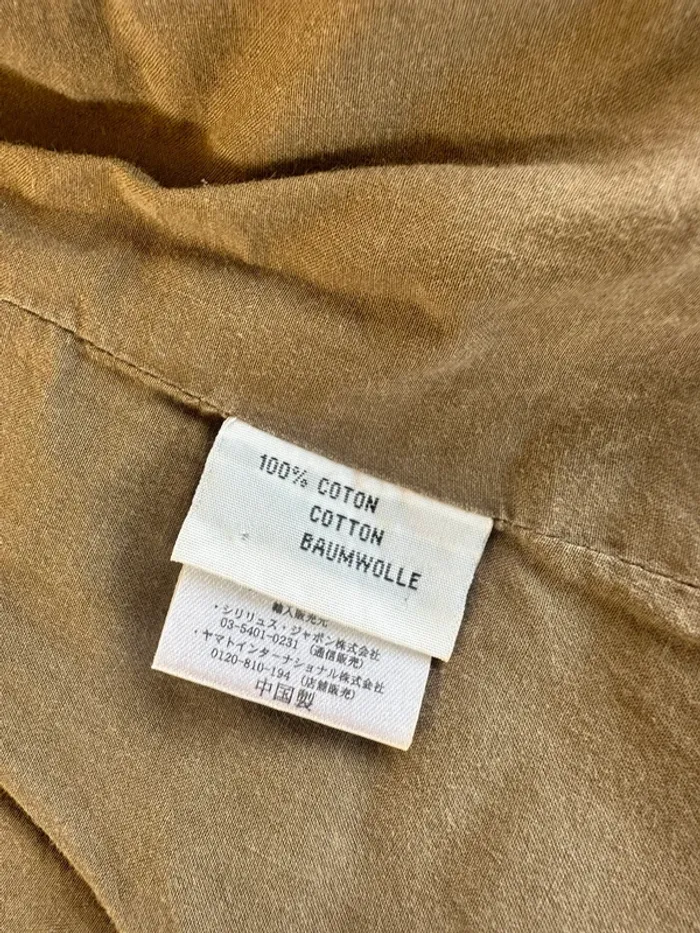 100% COTON
COTTON
BAUMWOLLE
輸入販売元
・シリリュス・ジャポン株式会社
03-5401-0231 (通信販売)
・ヤマトインターナショナル株式会社
0120-810-194 (店舗販売)
中国製